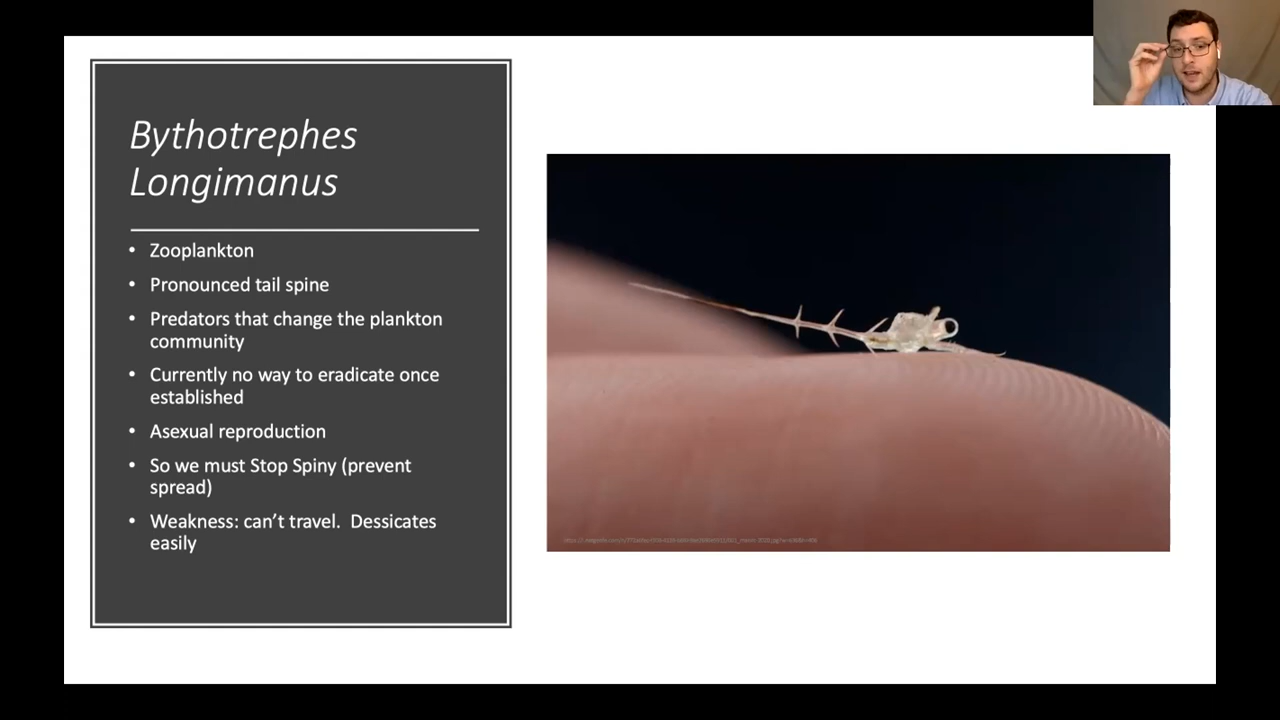 Bythotrephes
Longimanus
• Zooplankton
• Pronounced tail spine
• Predators that change the plankton
community
• Currently no way to eradicate once
established
• Asexual reproduction
• So we must Stop Spiny (prevent
spread)
• Weakness: can’t travel.  Dessicates
easily